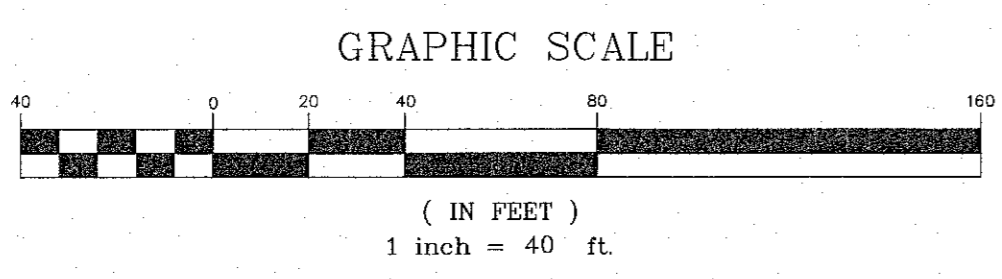 GRAPHIC SCALE
40 0 20 40 80 160
( IN FEET )
1 inch = 40 ft.